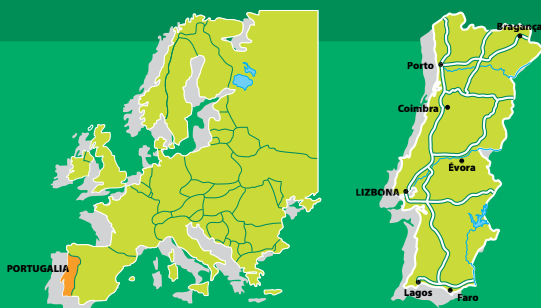 Bragança
Porto
Coimbra
Évora
LIZBONA
PORTUGALIA
Lagos
Faro